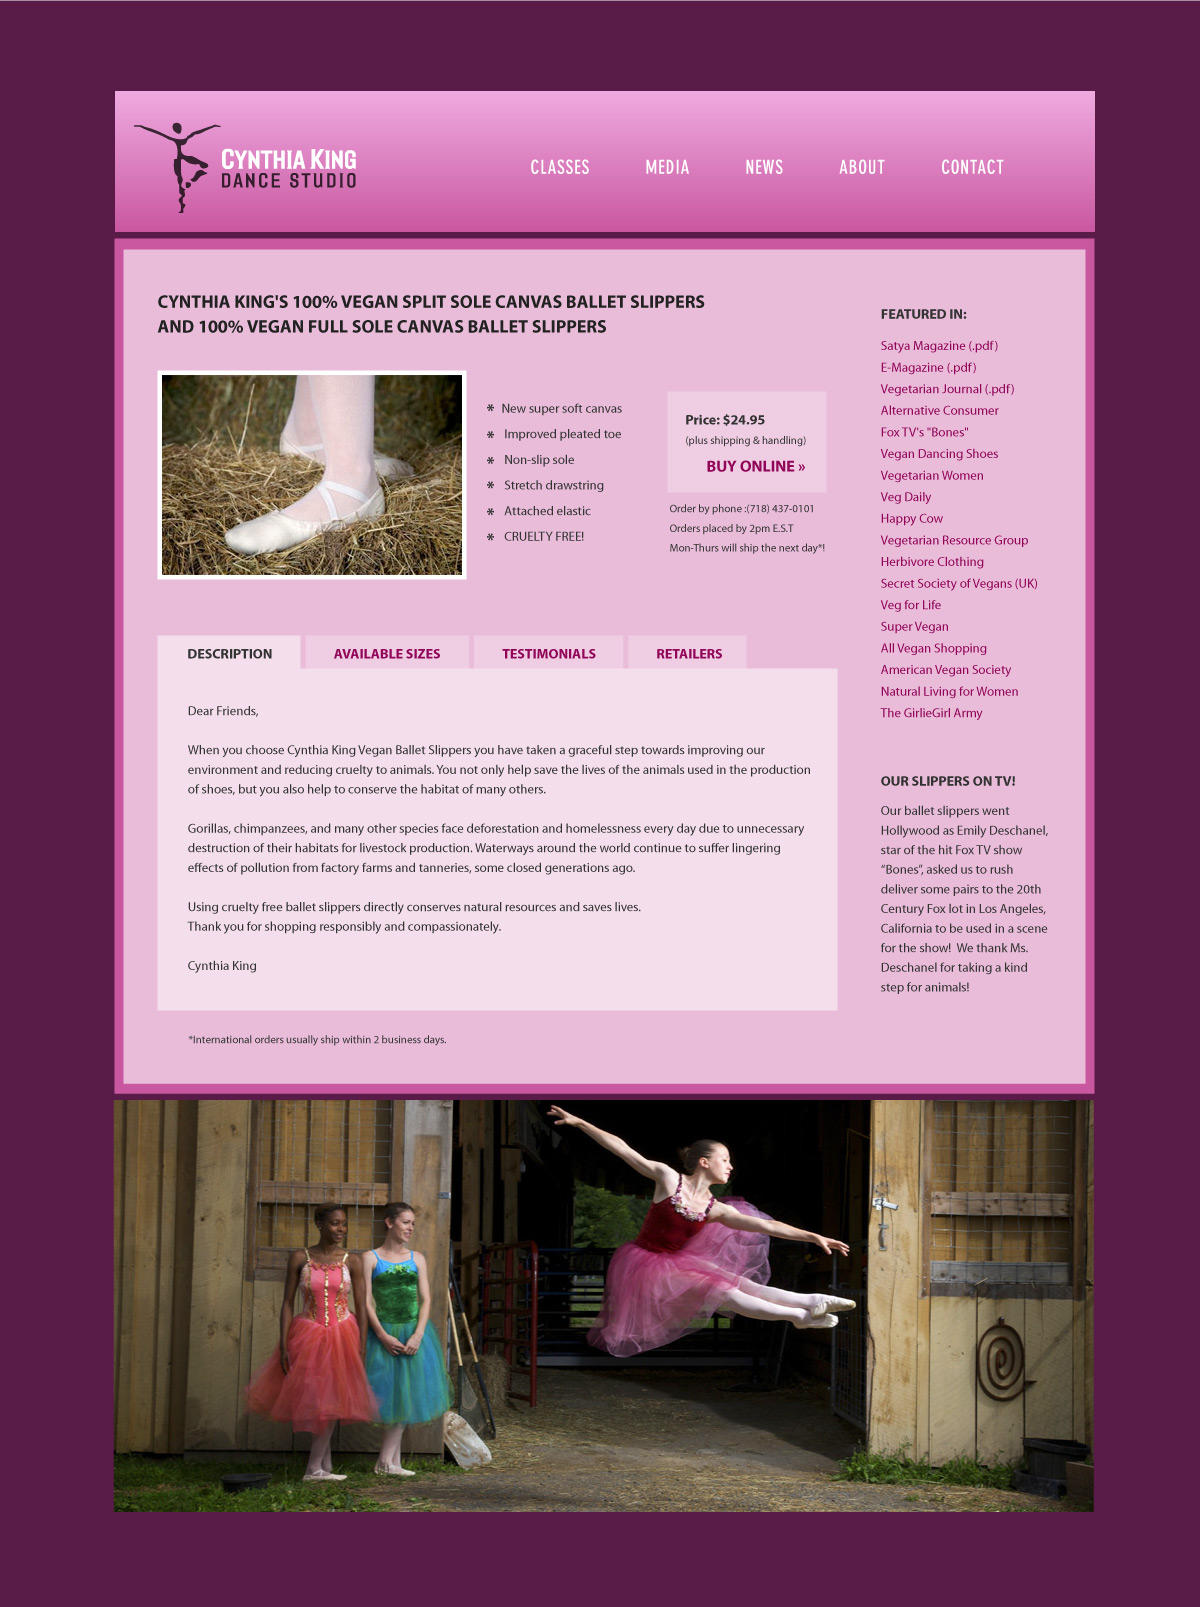 CYNTHIA KING
DANCE STUDIO
CLASSES MEDIA NEWS ABOUT CONTACT
CYNTHIA KING'S 100% VEGAN SPLIT SOLE CANVAS BALLET SLIPPERS
AND 100% VEGAN FULL SOLE CANVAS BALLET SLIPPERS
* New super soft canvas
* Improved pleated toe
* Non-slip sole
* Stretch drawstring
* Attached elastic
* CRUELTY FREE!
Price: $24.95
(plus shipping & handling)
BUY ONLINE »
Order by phone :(718) 437-0101
Orders placed by 2pm E.S.T
Mon-Thurs will ship the next day*!
DESCRIPTION AVAILABLE SIZES TESTIMONIALS RETAILERS
Dear Friends,
When you choose Cynthia King Vegan Ballet Slippers you have taken a graceful step towards improving our
environment and reducing cruelty to animals. You not only help save the lives of the animals used in the production
of shoes, but you also help to conserve the habitat of many others.
Gorillas, chimpanzees, and many other species face deforestation and homelessness every day due to unnecessary
destruction of their habitats for livestock production. Waterways around the world continue to suffer lingering
effects of pollution from factory farms and tanneries, some closed generations ago.
Using cruelty free ballet slippers directly conserves natural resources and saves lives.
Thank you for shopping responsibly and compassionately.
Cynthia King
*International orders usually ship within 2 business days.
FEATURED IN:
Satya Magazine (.pdf)
E-Magazine (.pdf)
Vegetarian Journal (.pdf)
Alternative Consumer
Fox TV's "Bones"
Vegan Dancing Shoes
Vegetarian Women
Veg Daily
Happy Cow
Vegetarian Resource Group
Herbivore Clothing
Secret Society of Vegans (UK)
Veg for Life
Super Vegan
All Vegan Shopping
American Vegan Society
Natural Living for Women
The GirlieGirl Army
OUR SLIPPERS ON TV!
Our ballet slippers went
Hollywood as Emily Deschanel,
star of the hit Fox TV show
“Bones”, asked us to rush
deliver some pairs to the 20th
Century Fox lot in Los Angeles,
California to be used in a scene
for the show! We thank Ms.
Deschanel for taking a kind
step for animals!